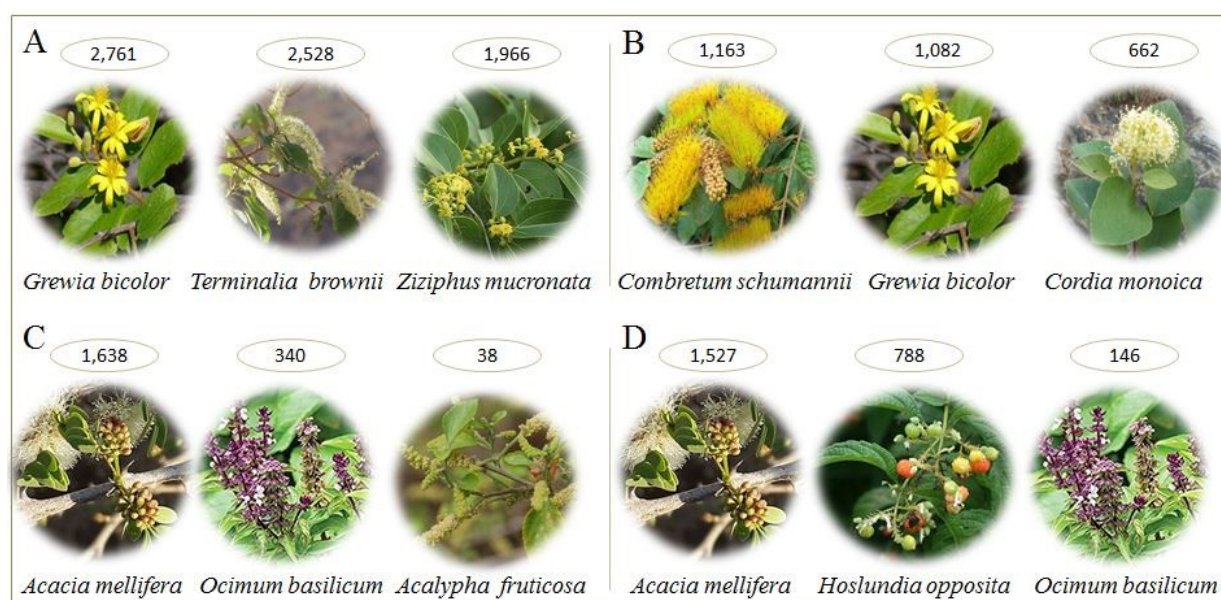 A
2,761 2,528 1,966
Grewia bicolor Terminalia brownii Ziziphus mucronata
B
1,163 1,082 662
Combretum schumannii Grewia bicolor Cordia monoica
C
1,638 340 38
Acacia mellifera Ocimum basilicum Acalypha fruticosa
D
1,527 788 146
Acacia mellifera Hoslundia opposita Ocimum basilicum